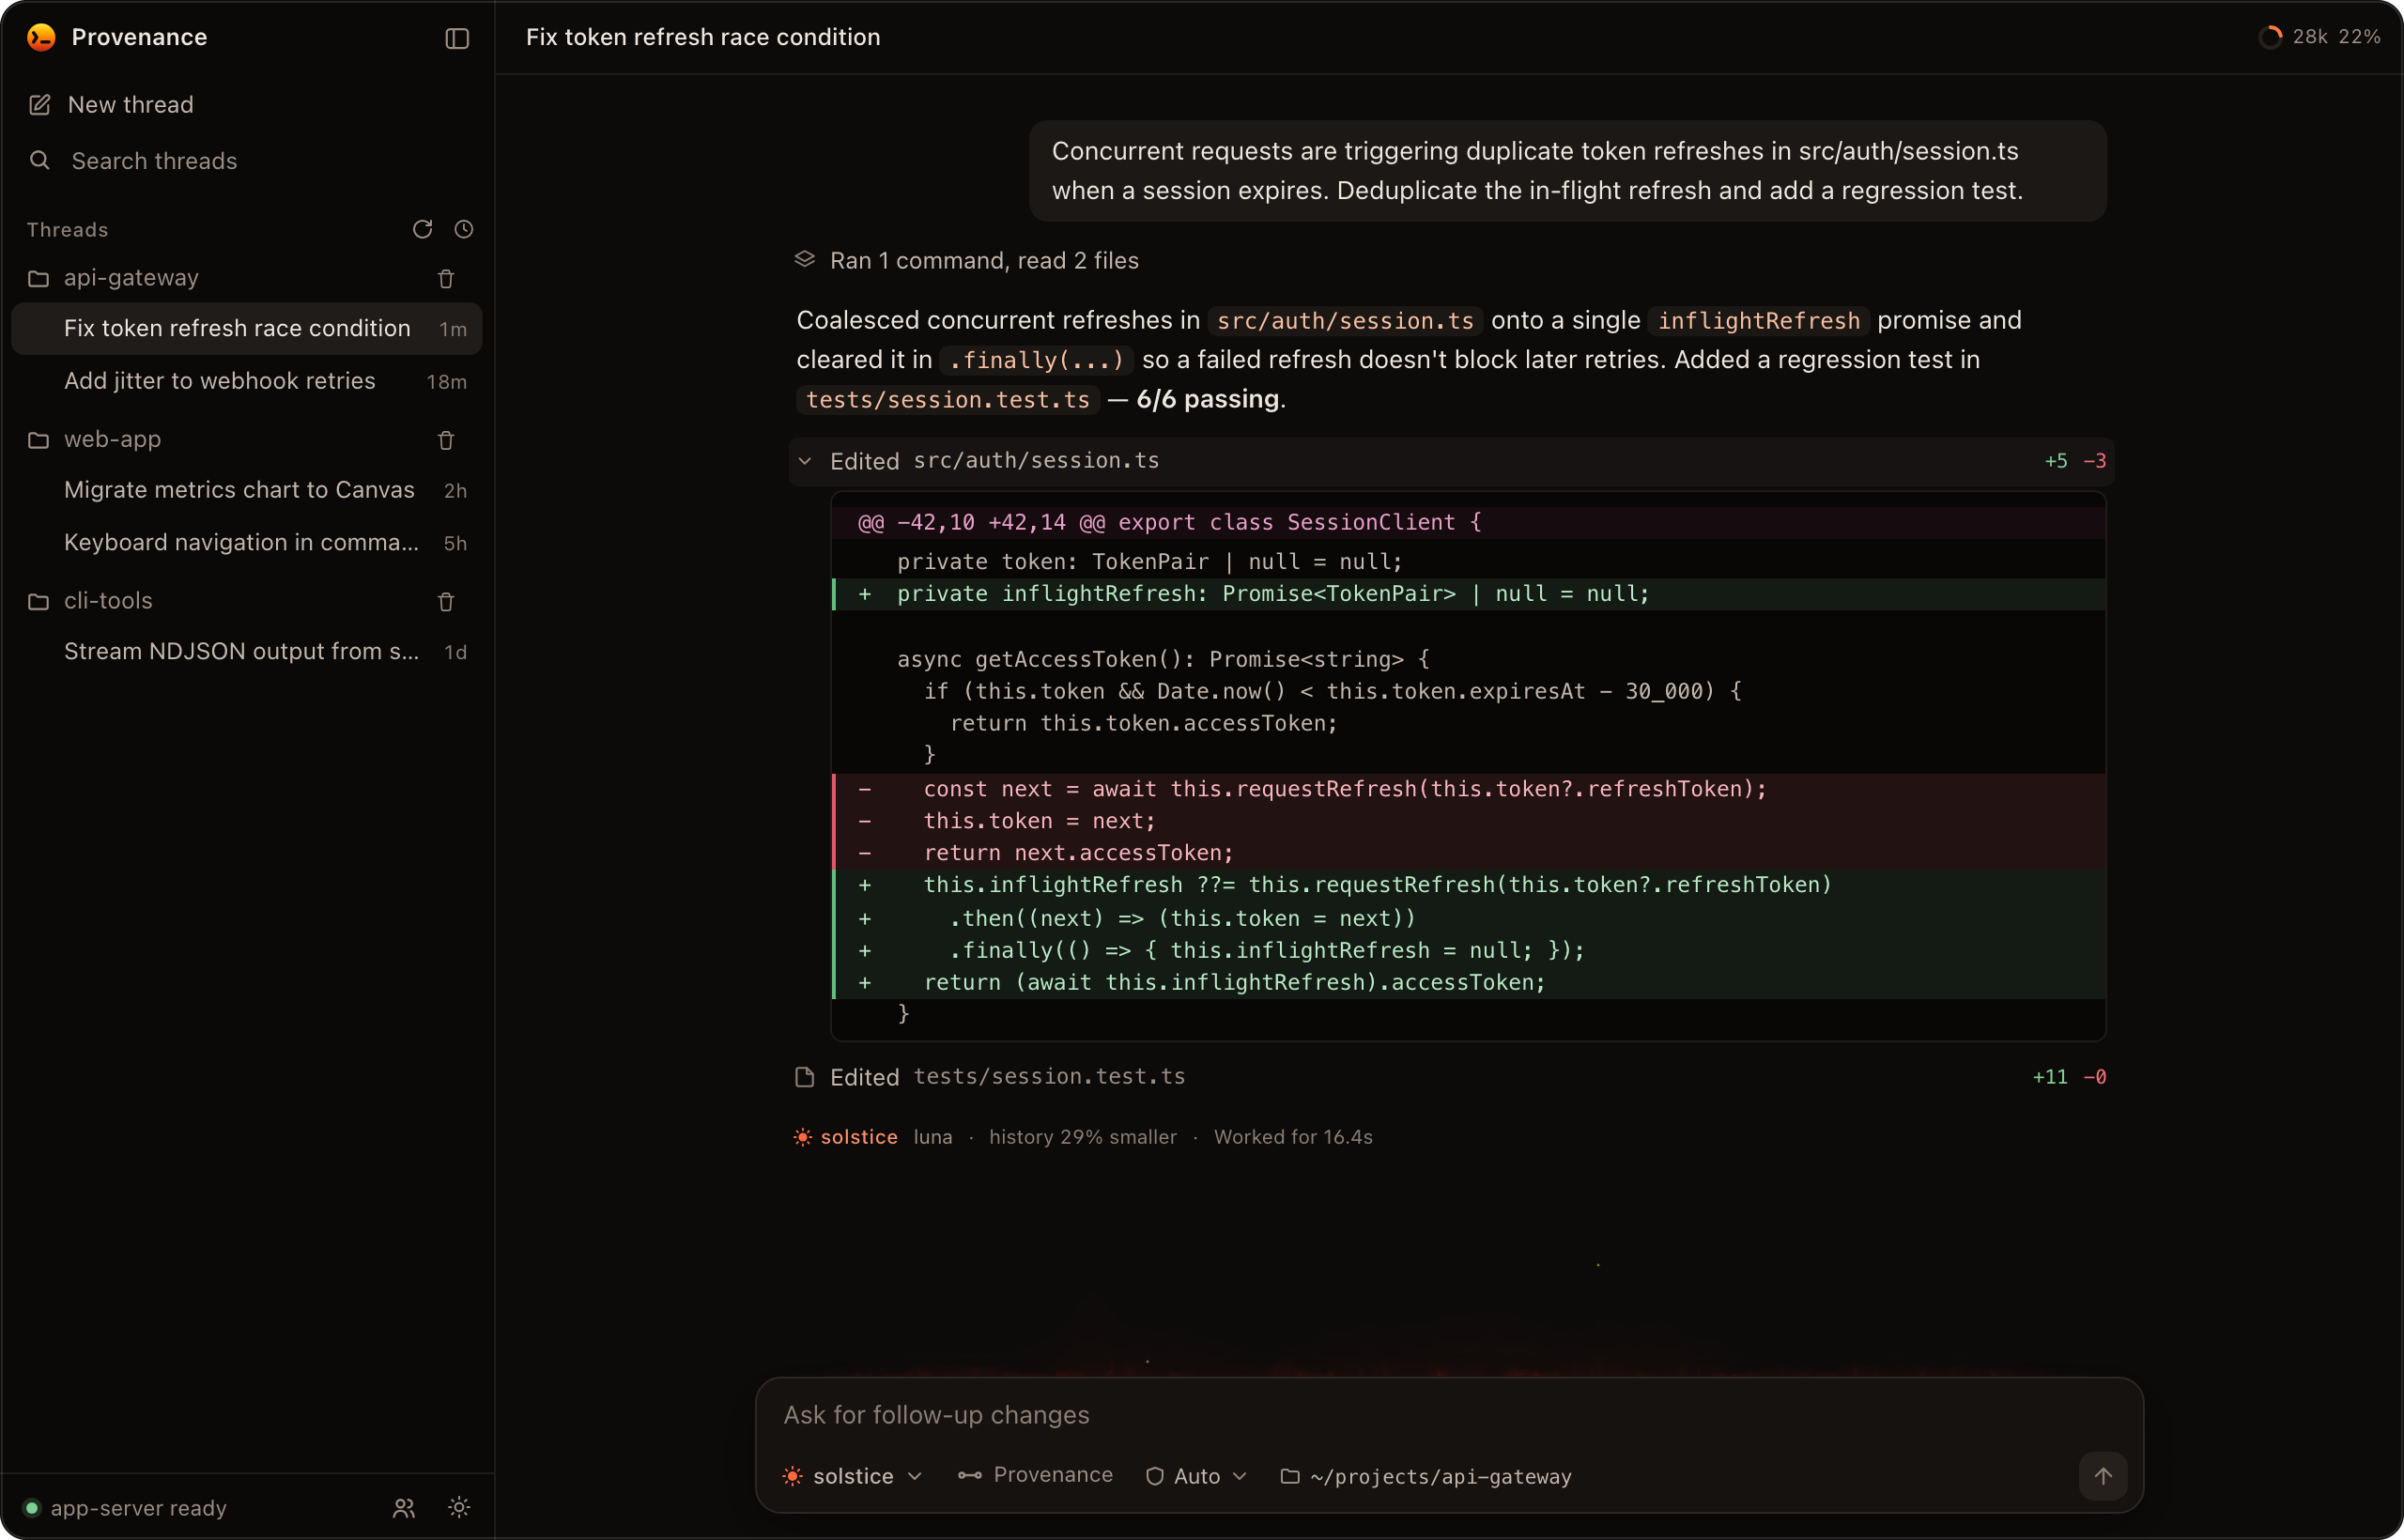 Provenance
New thread
Search threads
Threads
api-gateway
Fix token refresh race condition 1m
Add jitter to webhook retries 18m
web-app
Migrate metrics chart to Canvas 2h
Keyboard navigation in comma... 5h
cli-tools
Stream NDJSON output from s... 1d
app-server ready
Fix token refresh race condition
28k 22%
Concurrent requests are triggering duplicate token refreshes in src/auth/session.ts
when a session expires. Deduplicate the in-flight refresh and add a regression test.
Ran 1 command, read 2 files
Coalesced concurrent refreshes in src/auth/session.ts onto a single inflightRefresh promise and
cleared it in .finally(...) so a failed refresh doesn't block later retries. Added a regression test in
tests/session.test.ts — 6/6 passing.
Edited src/auth/session.ts +5 −3
@@ −42,10 +42,14 @@ export class SessionClient {
private token: TokenPair | null = null;
+ private inflightRefresh: Promise<TokenPair> | null = null;
async getAccessToken(): Promise<string> {
if (this.token && Date.now() < this.token.expiresAt − 30_000) {
return this.token.accessToken;
}
− const next = await this.requestRefresh(this.token?.refreshToken);
− this.token = next;
− return next.accessToken;
+ this.inflightRefresh ??= this.requestRefresh(this.token?.refreshToken)
+ .then((next) => (this.token = next))
+ .finally(() => { this.inflightRefresh = null; });
+ return (await this.inflightRefresh).accessToken;
}
Edited tests/session.test.ts +11 −0
solstice luna · history 29% smaller · Worked for 16.4s
Ask for follow-up changes
solstice Provenance Auto ~/projects/api-gateway